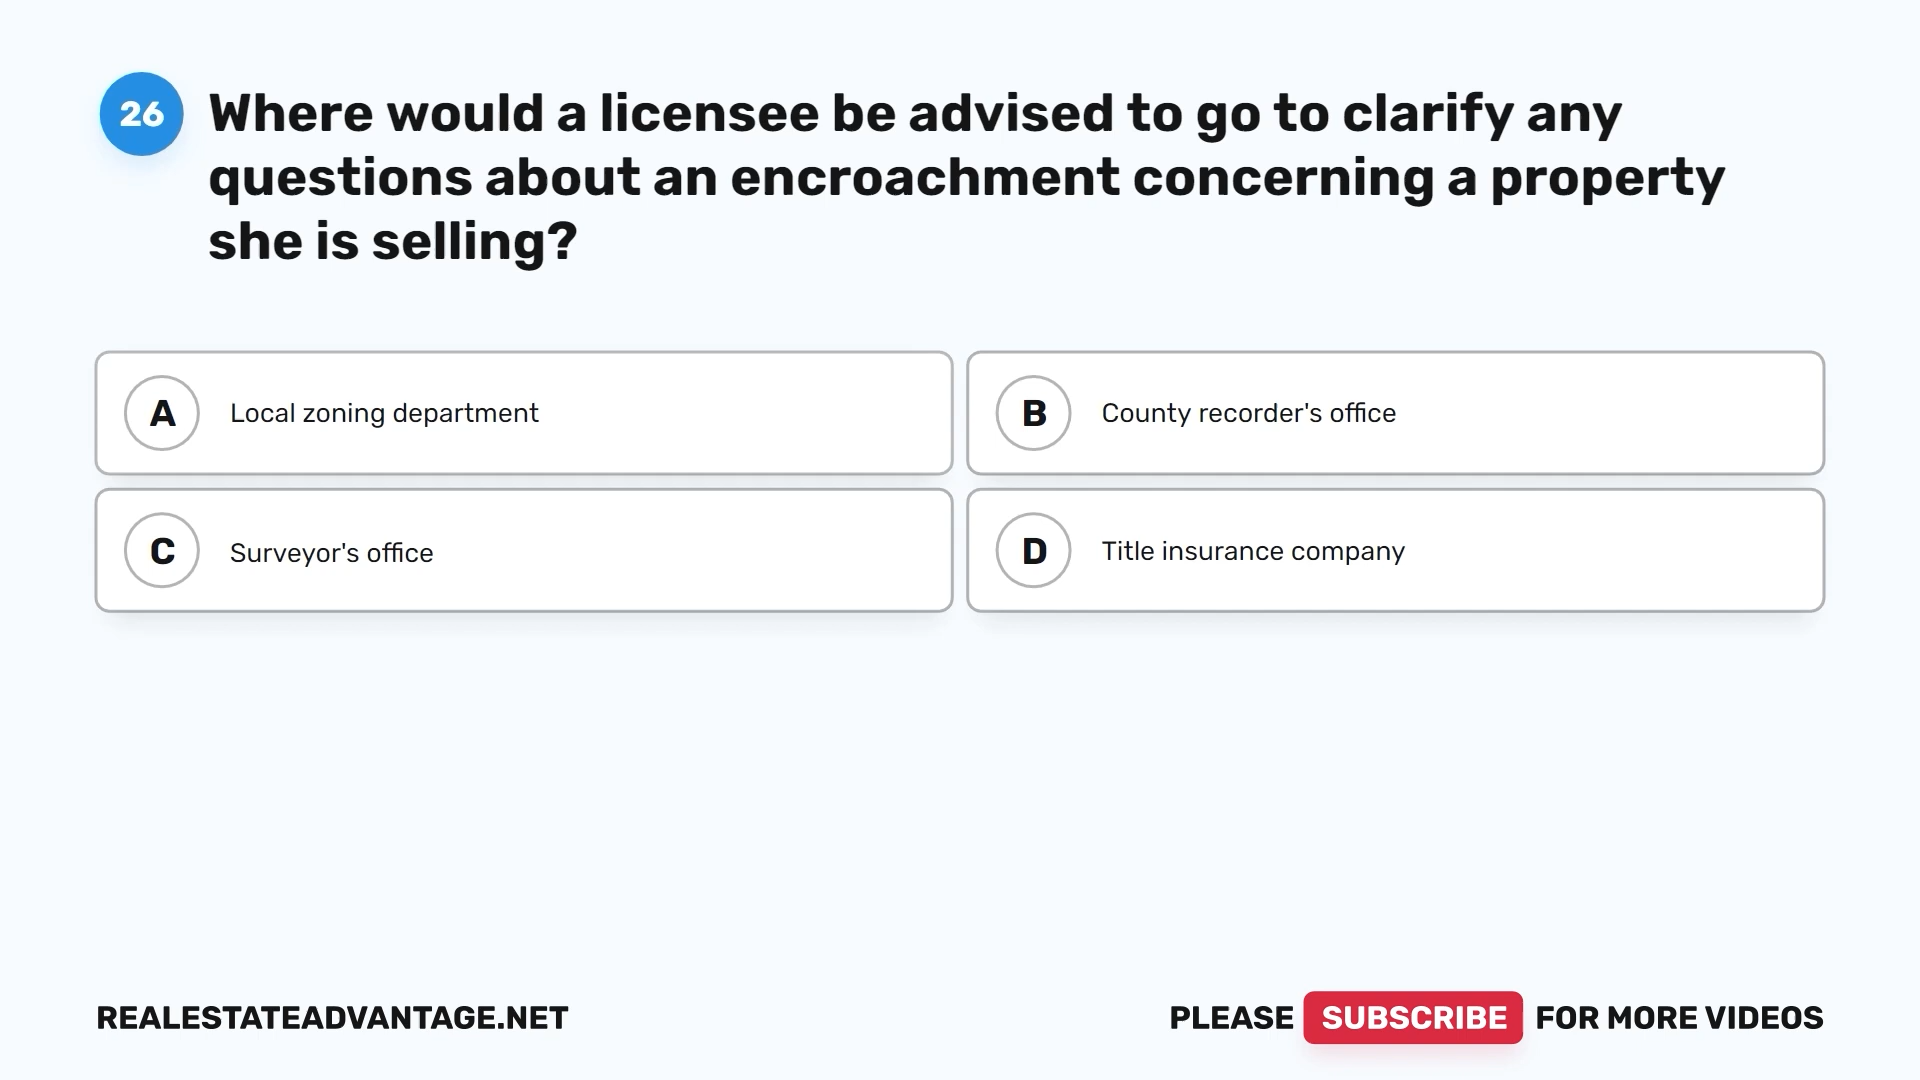 26
Where would a licensee be advised to go to clarify any
questions about an encroachment concerning a property
she is selling?
A Local zoning department
B County recorder's office
C Surveyor's office
D Title insurance company
REALESTATEADVANTAGE.NET
PLEASE SUBSCRIBE FOR MORE VIDEOS